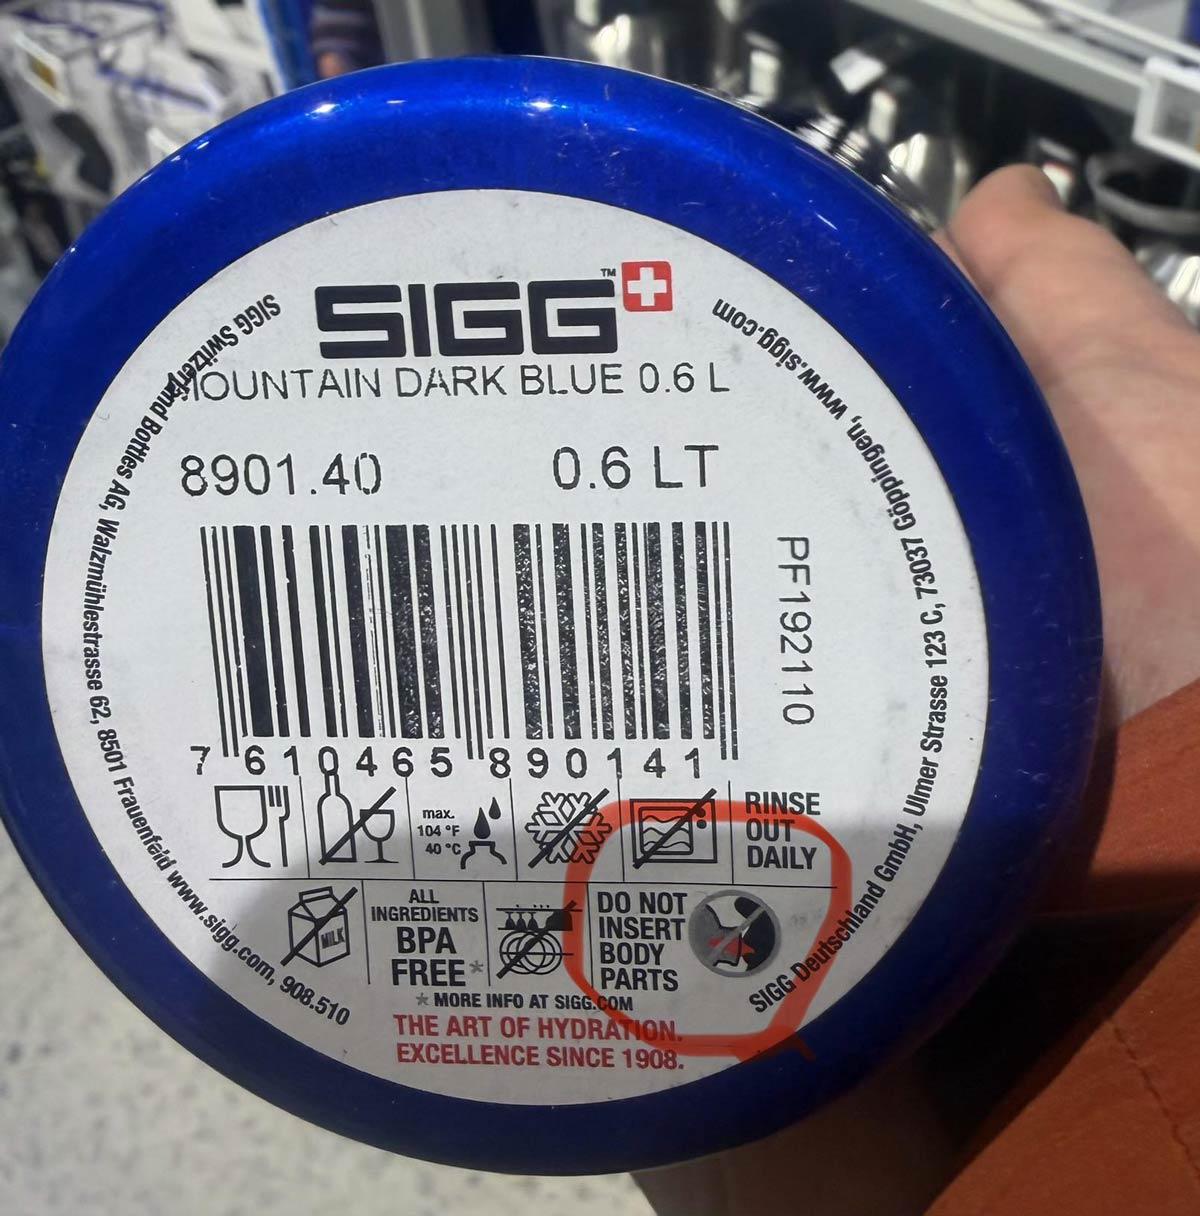 SIGG™
MOUNTAIN DARK BLUE 0.6 L
8901.40 0.6 LT
PF192110
7 610465 890141
max.
104 °F
40 °C
RINSE
OUT
DAILY
MILK
ALL
INGREDIENTS
BPA
FREE*
DO NOT
INSERT
BODY
PARTS
* MORE INFO AT SIGG.COM
THE ART OF HYDRATION.
EXCELLENCE SINCE 1908.
SIGG Switzerland Bottles AG, Walzmühlestrasse 62, 8501 Frauenfeld www.sigg.com, 908.510
SIGG Deutschland GmbH, Ulmer Strasse 123 C, 73037 Göppingen, www.sigg.com